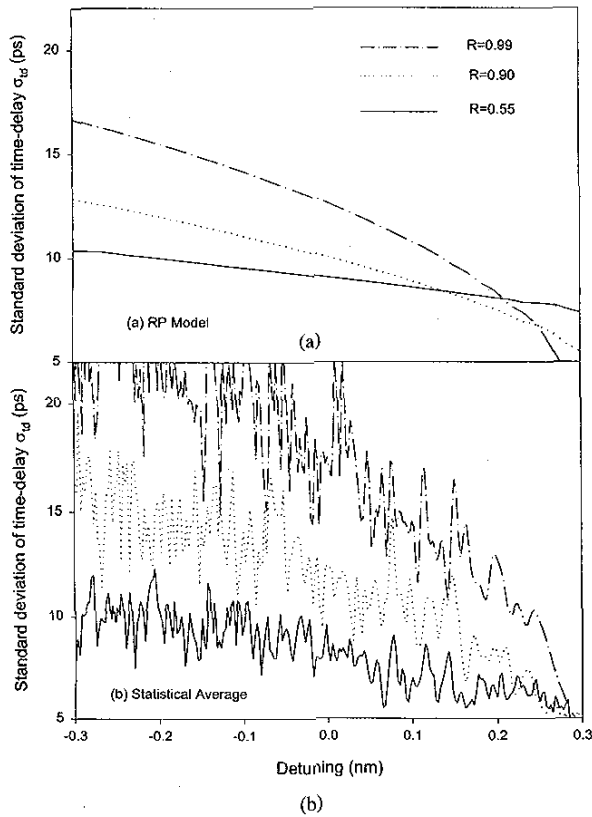 Standard deviation of time-delay σtd (ps)
20
15
10
5
R=0.99
R=0.90
R=0.55
(a) RP Model
(a)
Standard deviation of time-delay σtd (ps)
20
15
10
5
(b) Statistical Average
-0.3
-0.2
-0.1
0.0
0.1
0.2
0.3
Detuning (nm)
(b)